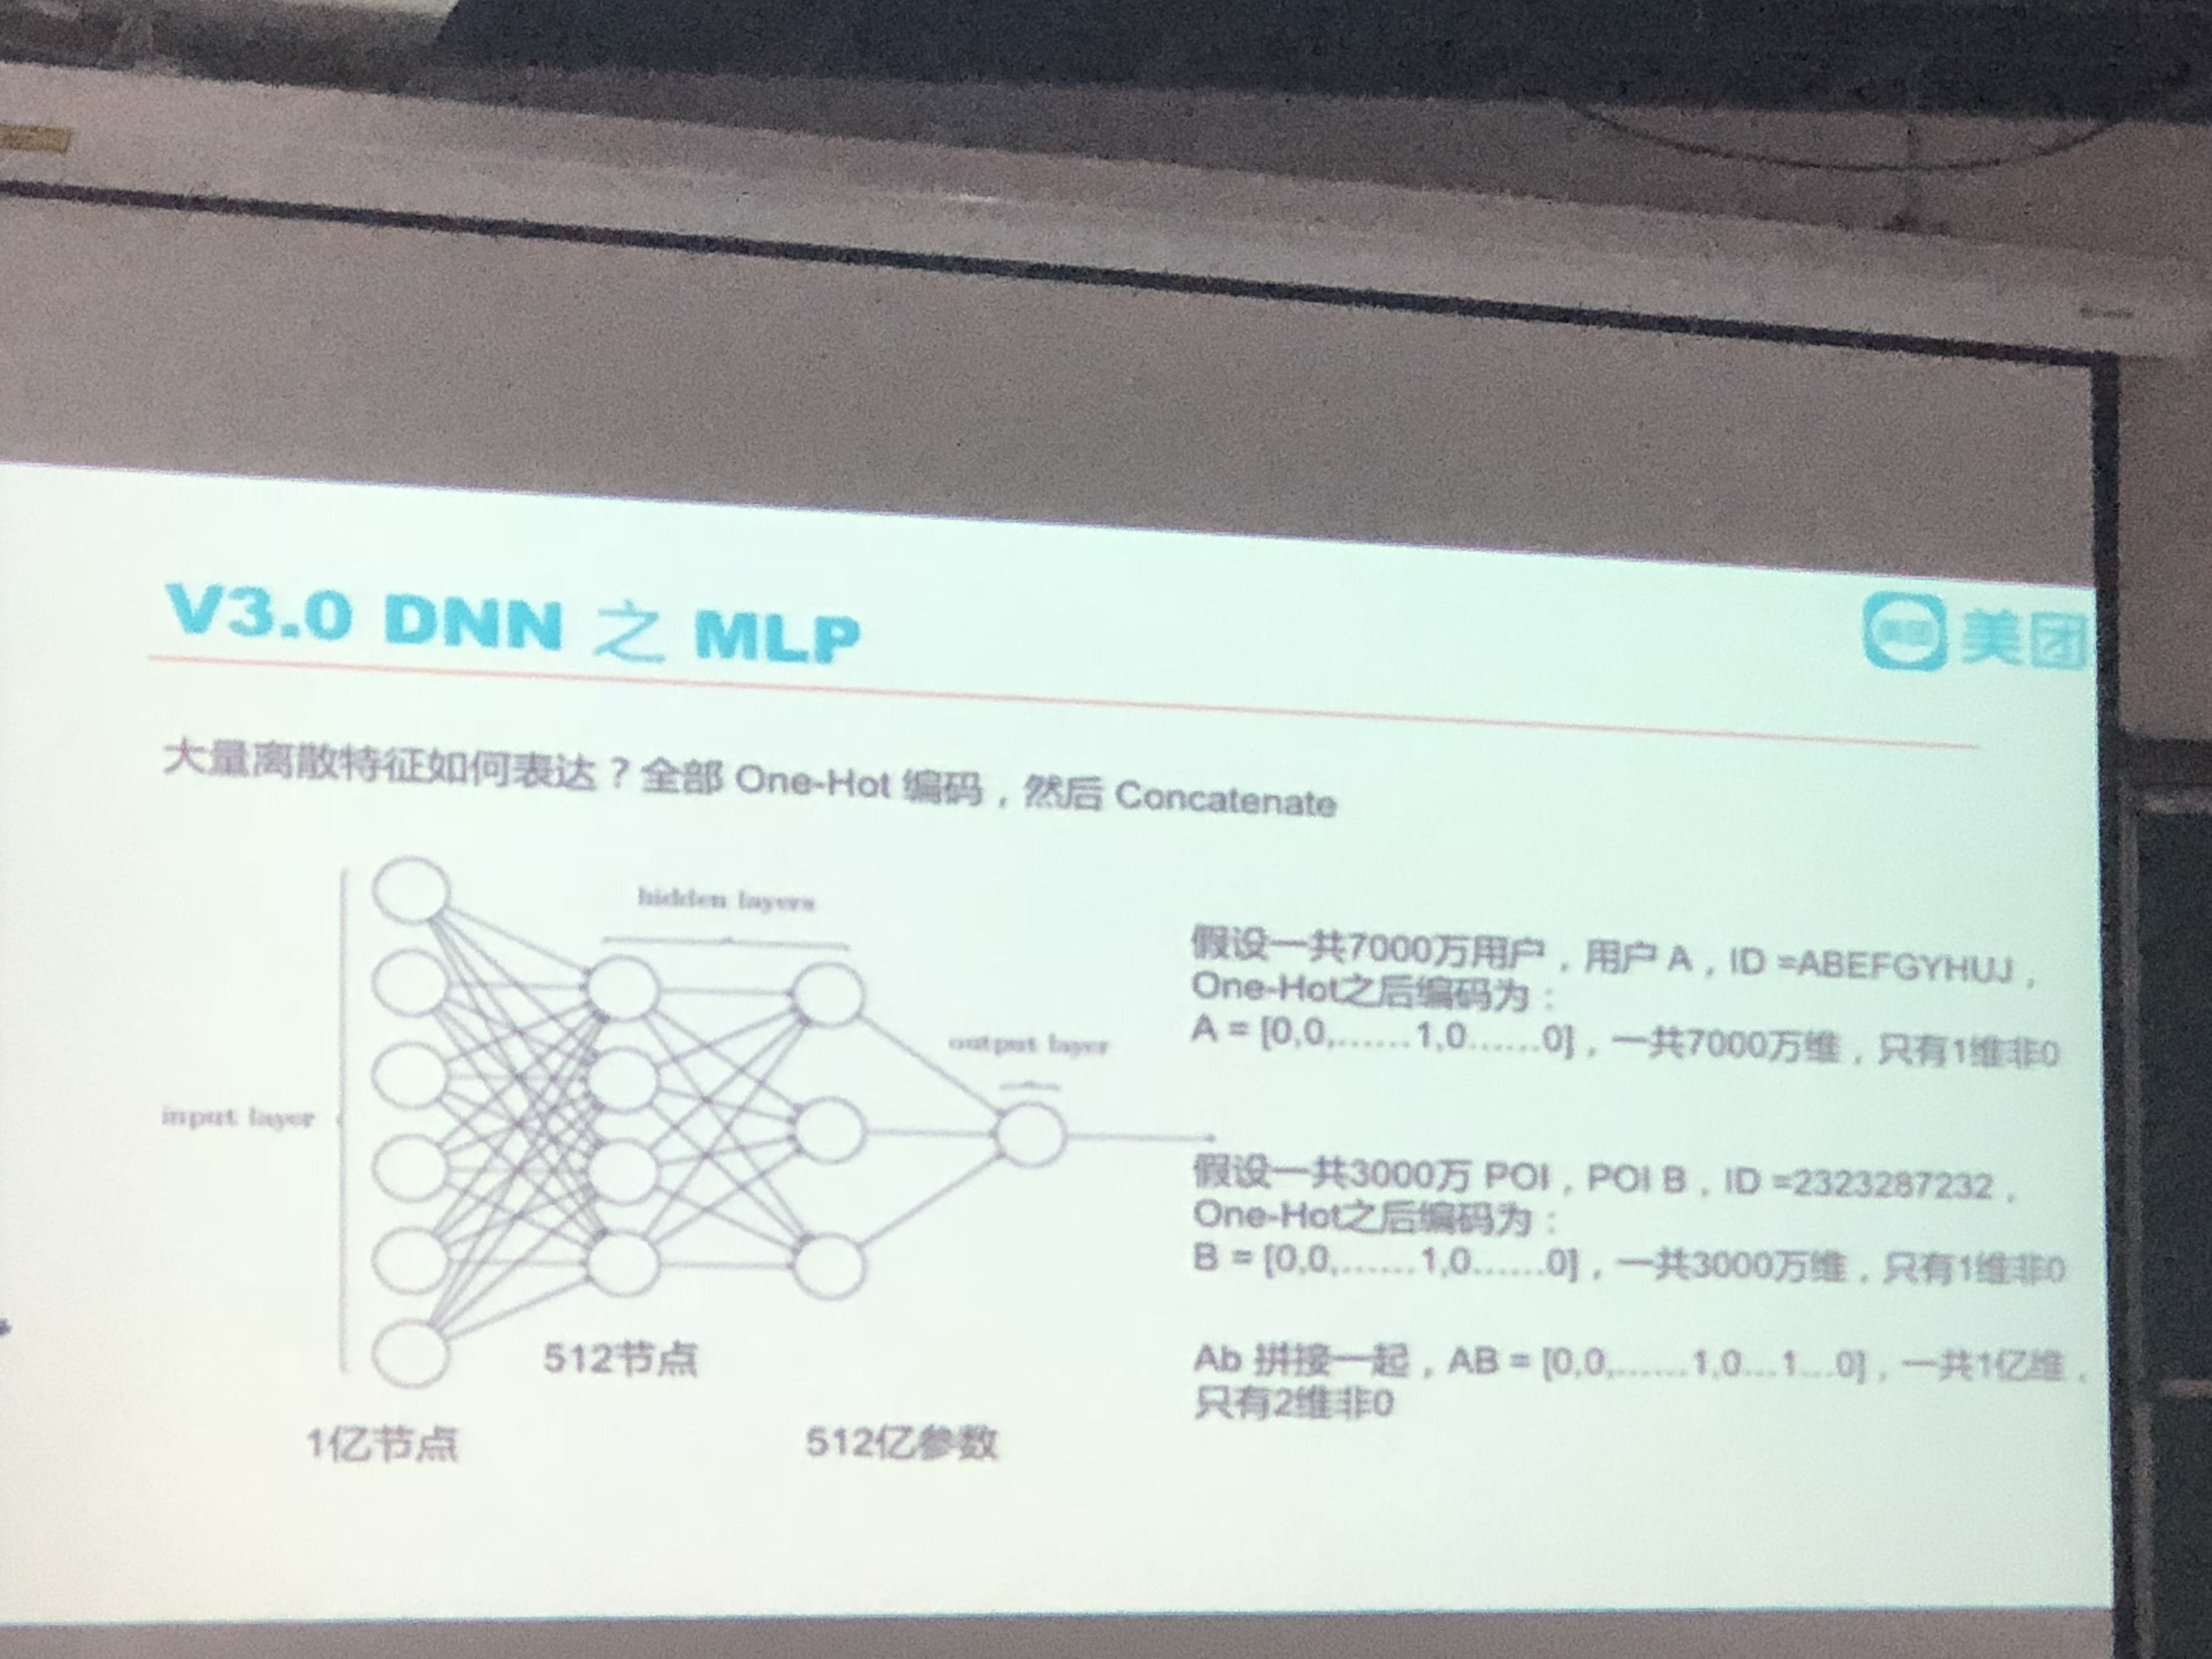 V3.0 DNN 之 MLP
美团
大量离散特征如何表达？全部 One-Hot 编码，然后 Concatenate
hidden layers
output layer
input layer
512节点
1亿节点
512亿参数
假设一共7000万用户，用户 A，ID =ABEFGYHUJ，
One-Hot之后编码为：
A = [0,0,.......1,0......0]，一共7000万维，只有1维非0
假设一共3000万 POI，POI B，ID =2323287232，
One-Hot之后编码为：
B = [0,0,.......1,0......0]，一共3000万维，只有1维非0
Ab 拼接一起，AB = [0,0,.......1,0...1...0]，一共1亿维，
只有2维非0